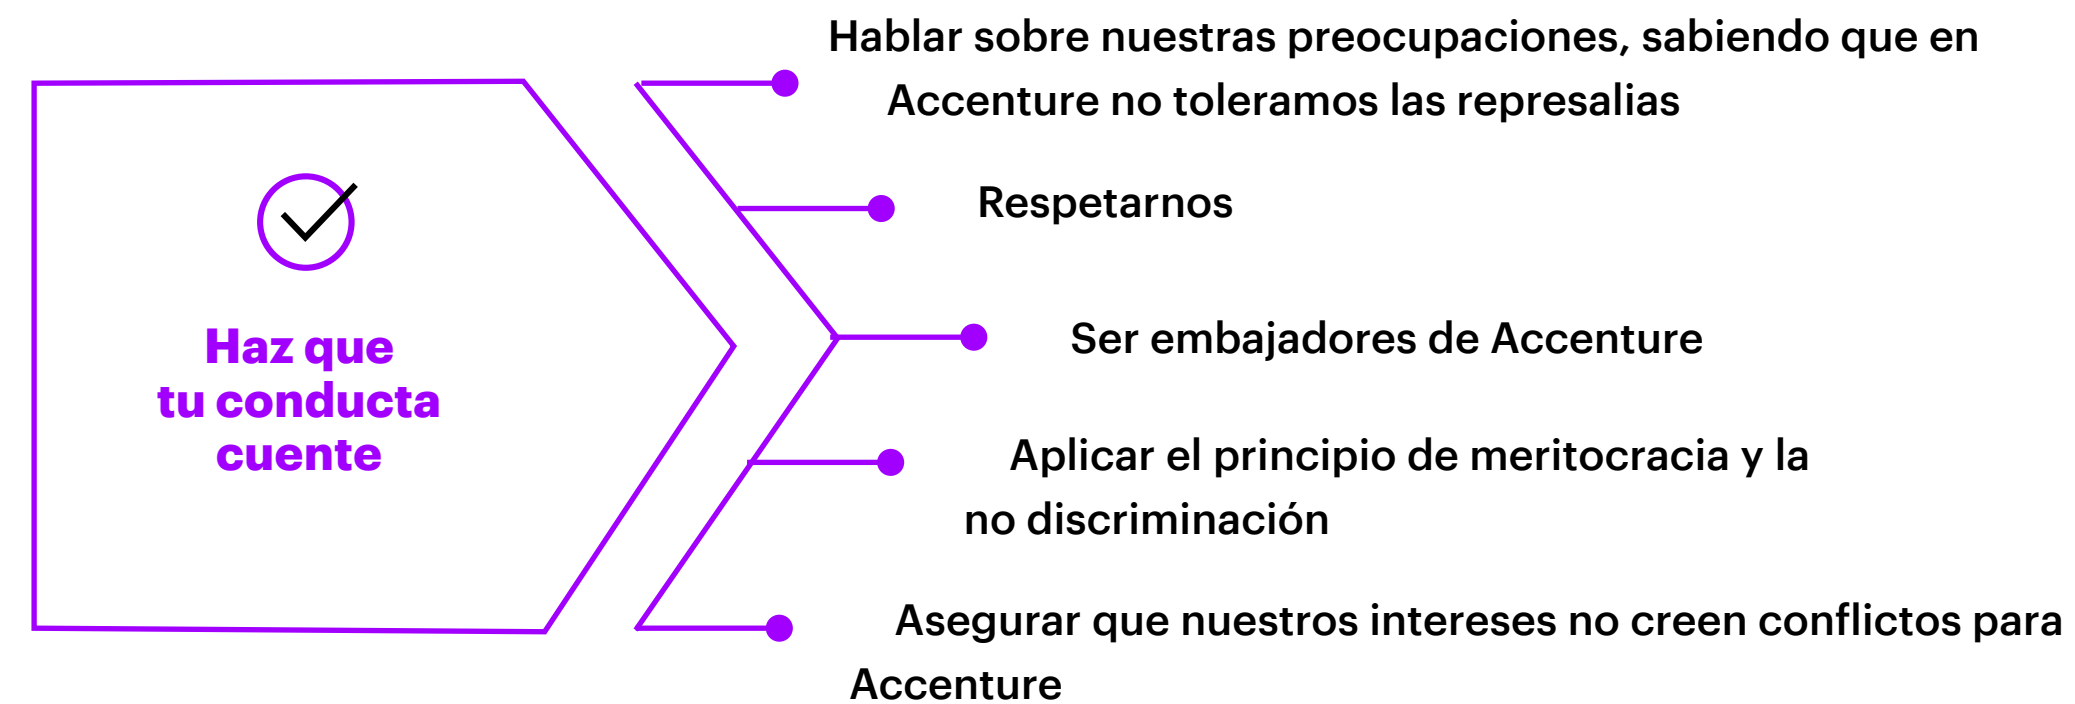 Haz que
tu conducta
cuente
Hablar sobre nuestras preocupaciones, sabiendo que en
Accenture no toleramos las represalias
Respetarnos
Ser embajadores de Accenture
Aplicar el principio de meritocracia y la
no discriminación
Asegurar que nuestros intereses no creen conflictos para
Accenture